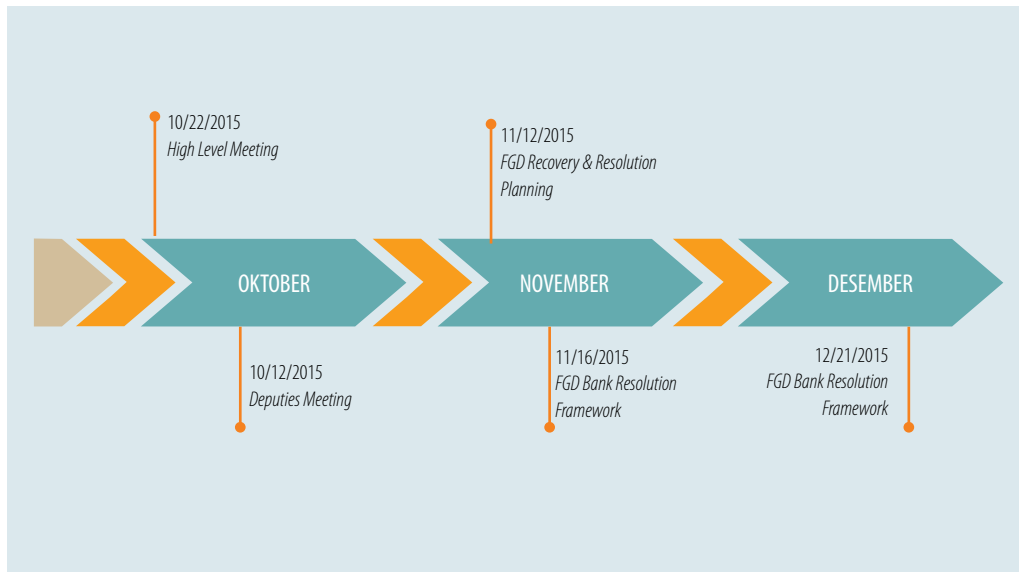 10/22/2015
High Level Meeting
11/12/2015
FGD Recovery & Resolution
Planning
OKTOBER
NOVEMBER
DESEMBER
10/12/2015
Deputies Meeting
11/16/2015
FGD Bank Resolution
Framework
12/21/2015
FGD Bank Resolution
Framework